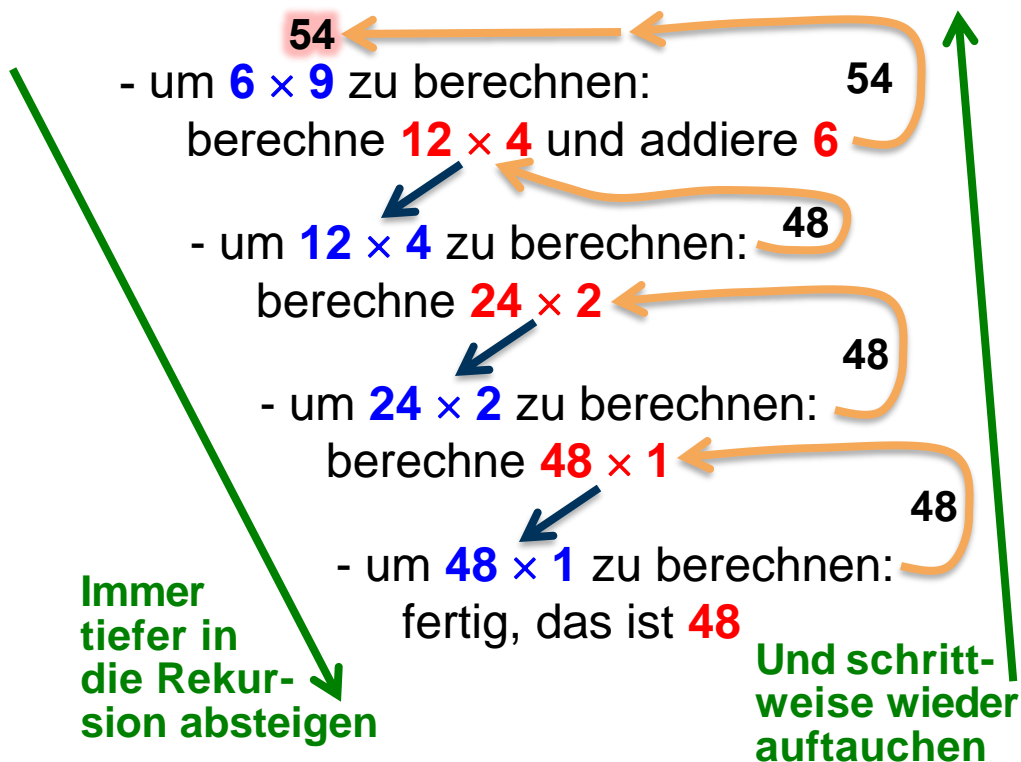 54
- um 6 × 9 zu berechnen:
54
berechne 12 × 4 und addiere 6
48
- um 12 × 4 zu berechnen:
berechne 24 × 2
48
- um 24 × 2 zu berechnen:
berechne 48 × 1
48
- um 48 × 1 zu berechnen:
fertig, das ist 48
Immer
tiefer in
die Rekur-
sion absteigen
Und schritt-
weise wieder
auftauchen